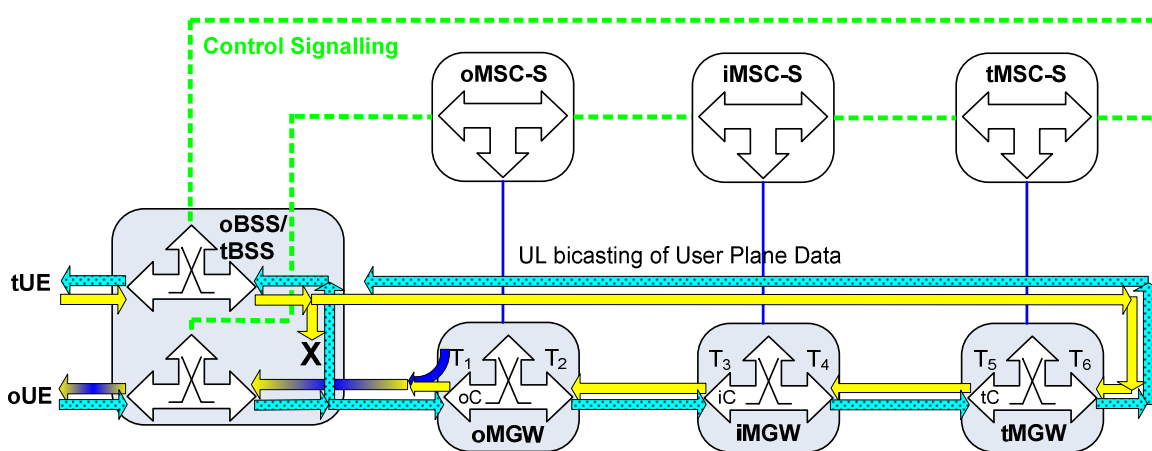 Control Signalling
oMSC-S
iMSC-S
tMSC-S
oBSS/
tBSS
UL bicasting of User Plane Data
tUE
X
T1
T2
T3
T4
T5
T6
oUE
oC
iC
tC
oMGW
iMGW
tMGW